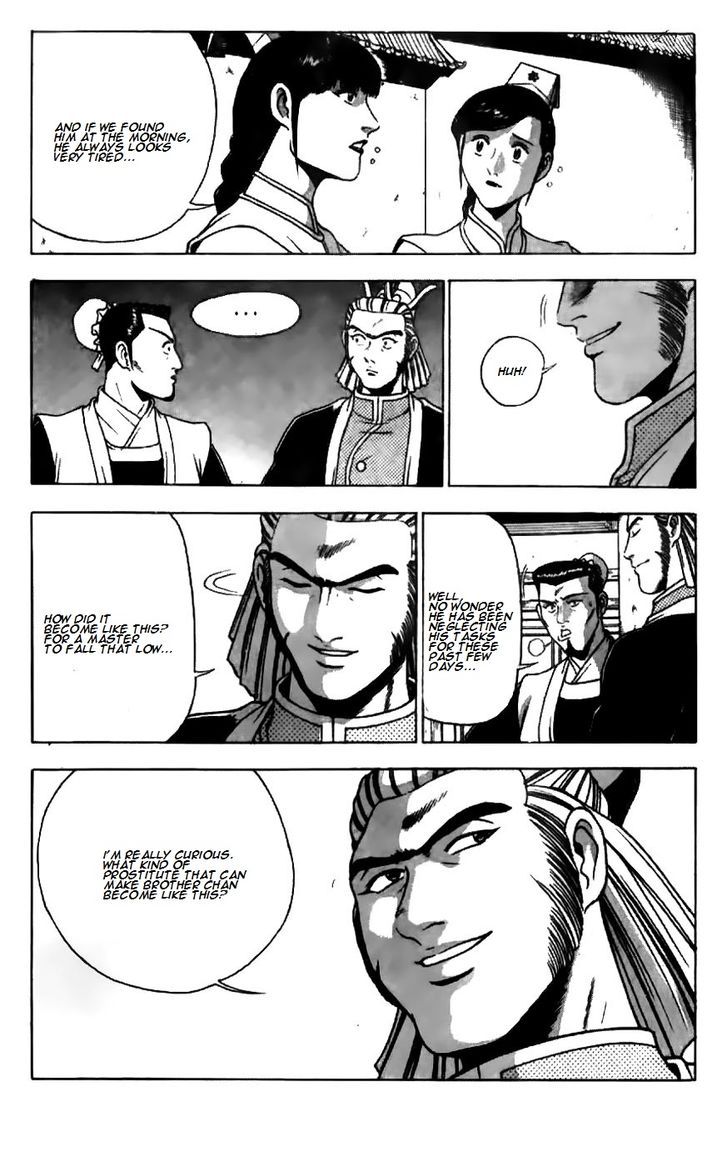 AND IF WE FOUND
HIM AT THE MORNING,
HE ALWAYS LOOKS
VERY TIRED...
...
HUH!
HOW DID IT
BECOME LIKE THIS?
FOR A MASTER
TO FALL THAT LOW...
WELL,
NO WONDER
HE HAS BEEN
NEGLECTING
HIS TASKS
FOR THESE
PAST FEW
DAYS...
I'M REALLY CURIOUS.
WHAT KIND OF
PROSTITUTE THAT CAN
MAKE BROTHER CHAN
BECOME LIKE THIS?